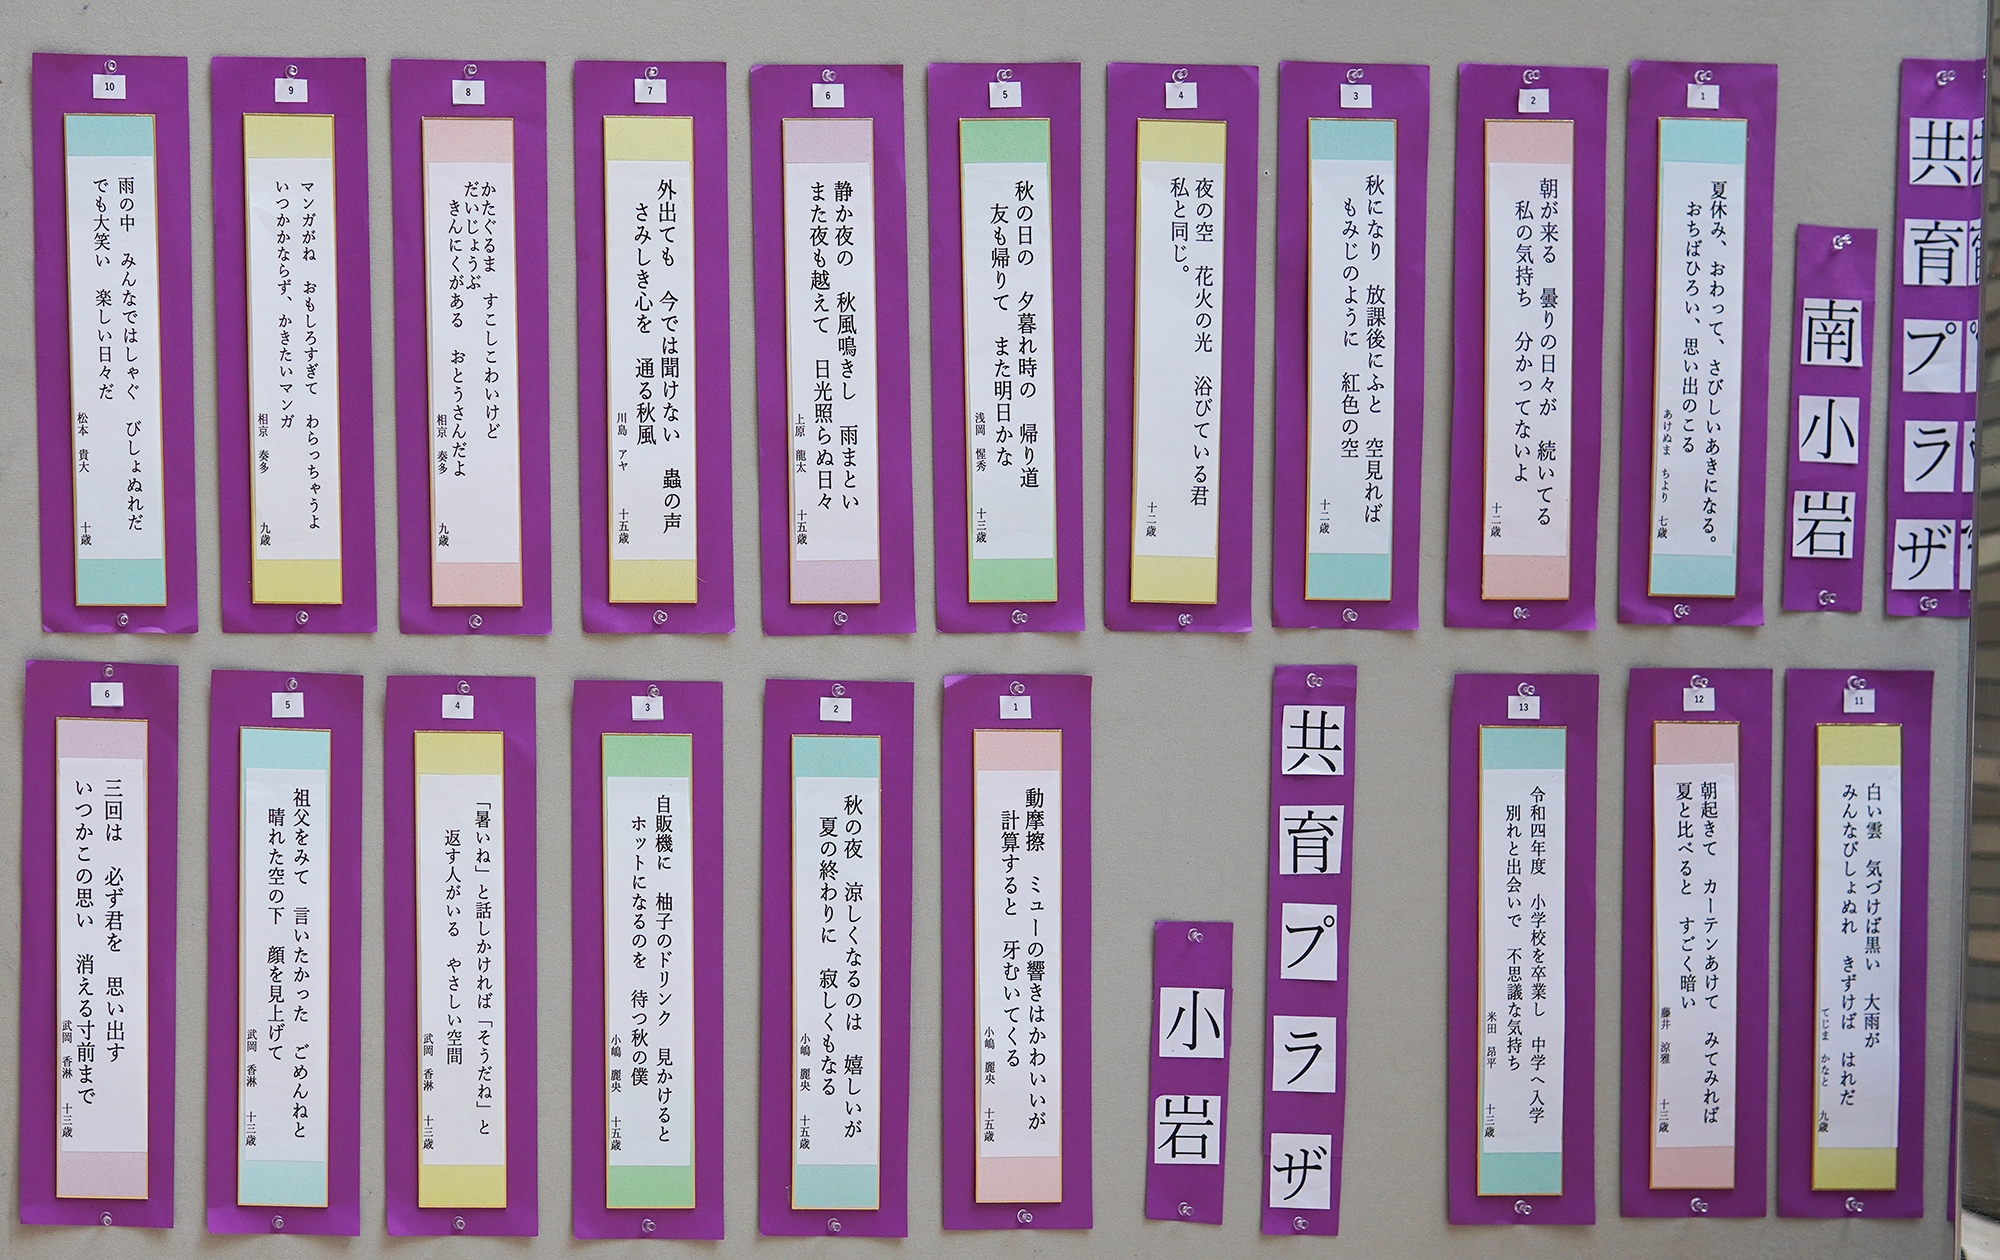 共育プラザ
南小岩
1
夏休み、おわって、さびしいあきになる。
おちばひろい、思い出のこる
あけぬま ちより 七歳
2
朝が来る 曇りの日々が 続いてる
私の気持ち 分かってないよ
十二歳
3
秋になり 放課後にふと 空見れば
もみじのように 紅色の空
十二歳
4
夜の空 花火の光 浴びている君
私と同じ。
十二歳
5
秋の日の 夕暮れ時の 帰り道
友も帰りて また明日かな
浅岡 惺秀 十三歳
6
静か夜の 秋風鳴きし 雨まとい
また夜も越えて 日光照らぬ日々
上原 龍太 十五歳
7
外出ても 今では聞けない 蟲の声
さみしき心を 通る秋風
川島 アヤ 十五歳
8
かたぐるま すこしこわいけど
だいじょうぶ
きんにくがある おとうさんだよ
相京 奏多 九歳
9
マンガがね おもしろすぎて わらっちゃうよ
いつかかならず、かきたいマンガ
相京 奏多 九歳
10
雨の中 みんなではしゃぐ びしょぬれだ
でも大笑い 楽しい日々だ
松本 貴大 十歳
11
白い雲 気づけば黒い 大雨が
みんなびしょぬれ きずけば はれだ
てじま かなと 九歳
12
朝起きて カーテンあけて みてみれば
夏と比べると すごく暗い
藤井 涼雅 十三歳
13
令和四年度 小学校を卒業し 中学へ入学
別れと出会いで 不思議な気持ち
米田 昂平 十三歳
共育プラザ
小岩
1
動摩擦 ミューの響きはかわいいが
計算すると 牙むいてくる
小嶋 麗央 十五歳
2
秋の夜 涼しくなるのは 嬉しいが
夏の終わりに 寂しくもなる
小嶋 麗央 十五歳
3
自販機に 柚子のドリンク 見かけると
ホットになるのを 待つ秋の僕
小嶋 麗央 十五歳
4
「暑いね」と話しかければ「そうだね」と
返す人がいる やさしい空間
武岡 香淋 十三歳
5
祖父をみて 言いたかった ごめんねと
晴れた空の下 顔を見上げて
武岡 香淋 十三歳
6
三回は 必ず君を 思い出す
いつかこの思い 消える寸前まで
武岡 香淋 十三歳